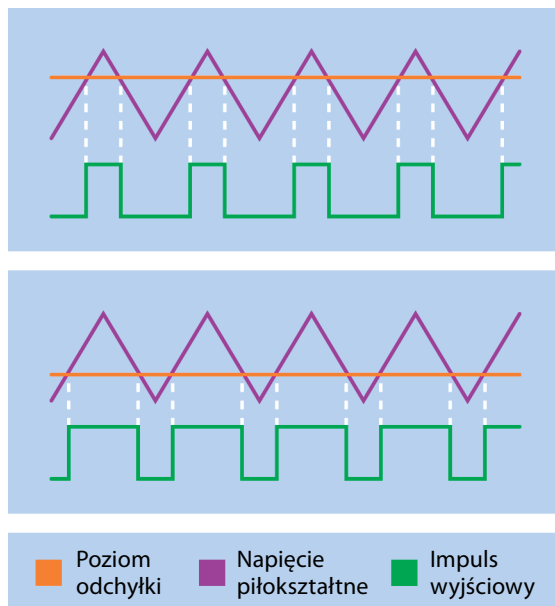 Poziom
odchyłki
Napięcie
piłokształtne
Impuls
wyjściowy